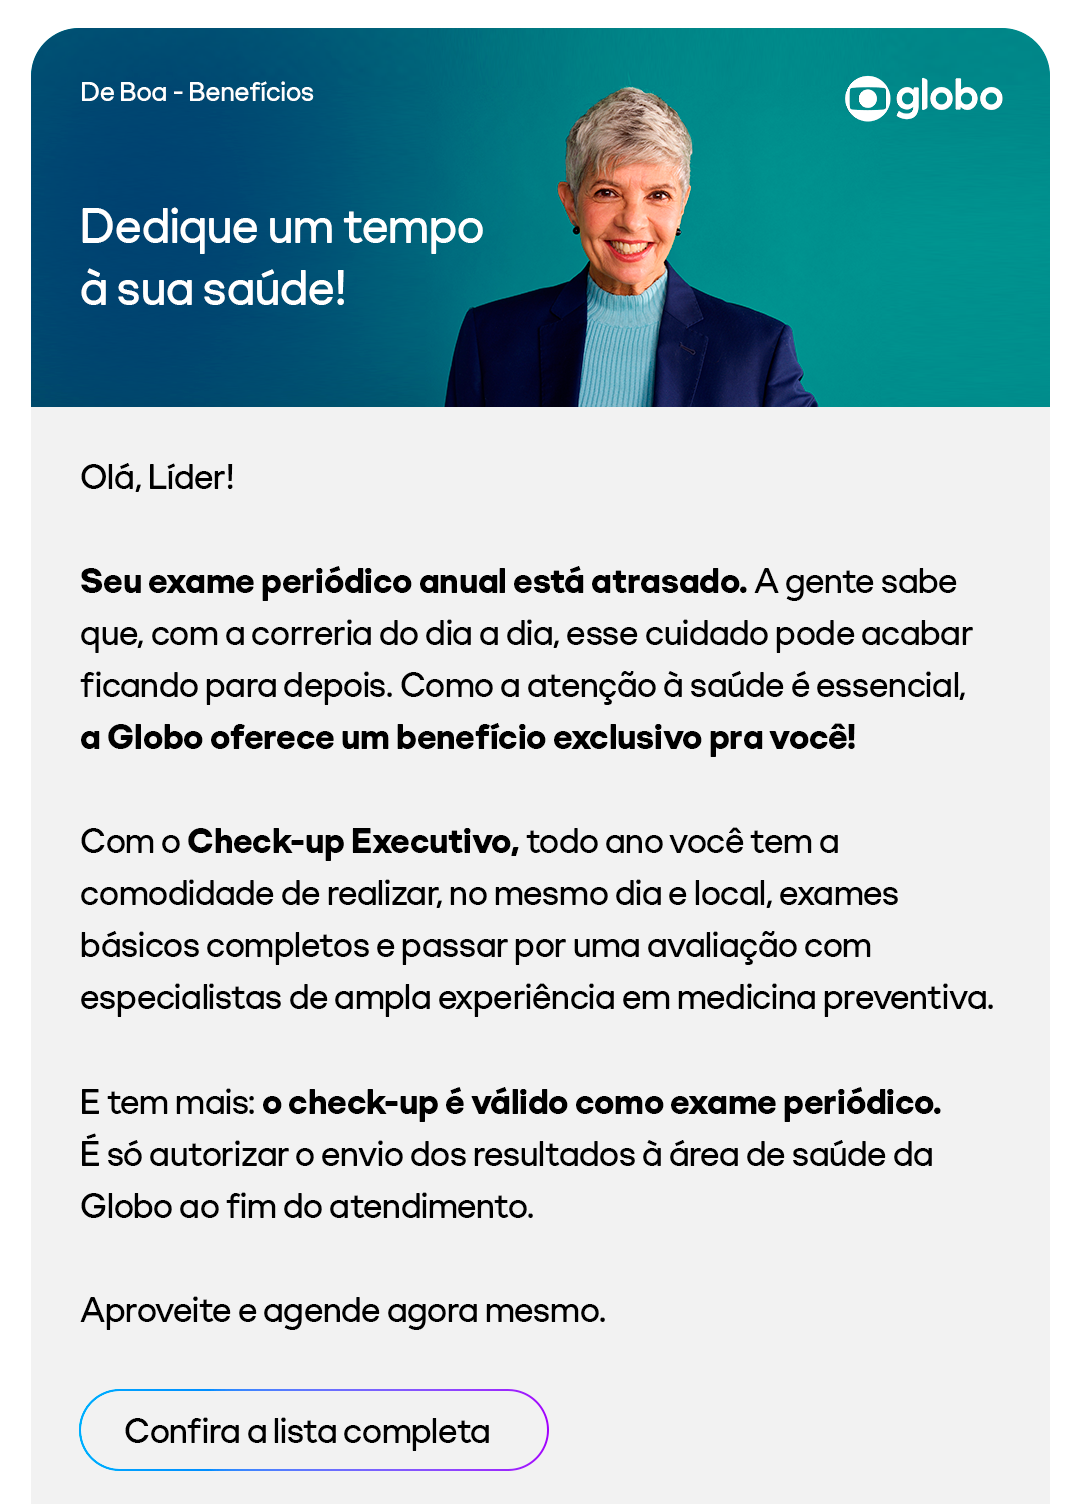 De Boa - Benefícios
globo
Dedique um tempo
à sua saúde!
Olá, Líder!
Seu exame periódico anual está atrasado. A gente sabe
que, com a correria do dia a dia, esse cuidado pode acabar
ficando para depois. Como a atenção à saúde é essencial,
a Globo oferece um benefício exclusivo pra você!
Com o Check-up Executivo, todo ano você tem a
comodidade de realizar, no mesmo dia e local, exames
básicos completos e passar por uma avaliação com
especialistas de ampla experiência em medicina preventiva.
E tem mais: o check-up é válido como exame periódico.
É só autorizar o envio dos resultados à área de saúde da
Globo ao fim do atendimento.
Aproveite e agende agora mesmo.
Confira a lista completa